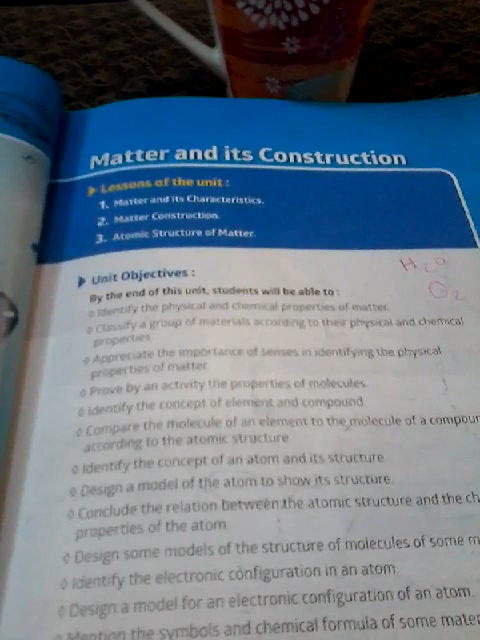 Matter and its Construction
Lessons of the unit :
1. Matter and its Characteristics.
2. Matter Construction.
3. Atomic Structure of Matter.
H2O
O2
Unit Objectives :
By the end of this unit, students will be able to :
◊ Identify the physical and chemical properties of matter.
◊ Classify a group of materials according to their physical and chemical
properties.
◊ Appreciate the importance of senses in identifying the physical
properties of matter.
◊ Prove by an activity the properties of molecules.
◊ Identify the concept of element and compound.
◊ Compare the molecule of an element to the molecule of a compour
according to the atomic structure.
◊ Identify the concept of an atom and its structure.
◊ Design a model of the atom to show its structure.
◊ Conclude the relation between the atomic structure and the ch
properties of the atom.
◊ Design some models of the structure of molecules of some m
◊ Identify the electronic configuration in an atom.
◊ Design a model for an electronic configuration of an atom.
◊ Mention the symbols and chemical formula of some mater